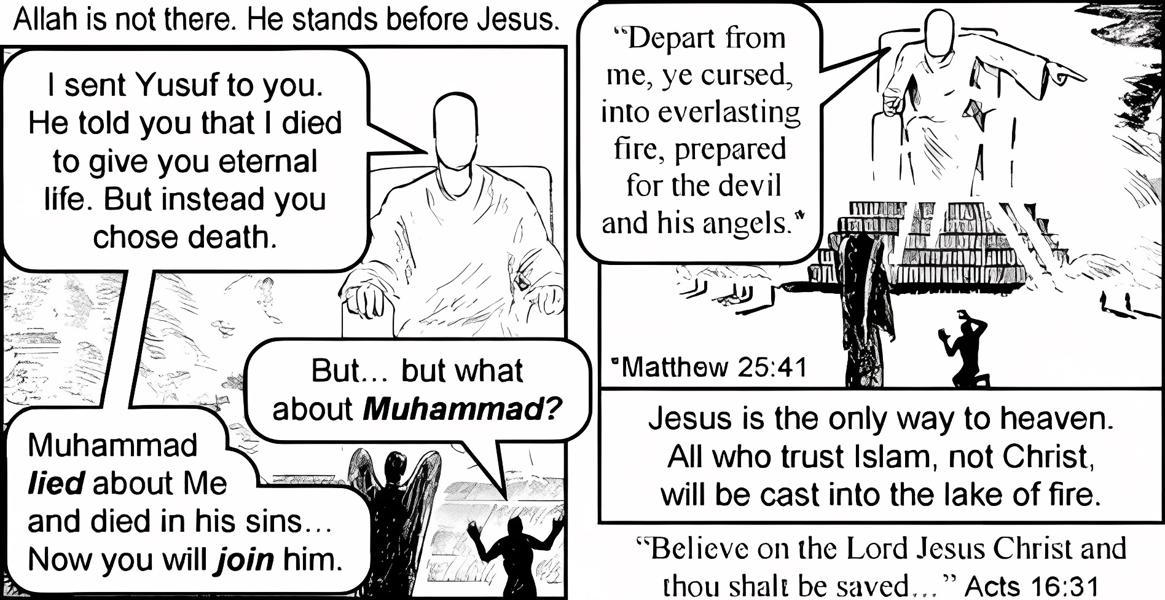 Allah is not there. He stands before Jesus.
I sent Yusuf to you.
He told you that I died
to give you eternal
life. But instead you
chose death.
But... but what
about Muhammad?
Muhammad
lied about Me
and died in his sins...
Now you will join him.
“Depart from
me, ye cursed,
into everlasting
fire, prepared
for the devil
and his angels.*
*Matthew 25:41
Jesus is the only way to heaven.
All who trust Islam, not Christ,
will be cast into the lake of fire.
“Believe on the Lord Jesus Christ and
thou shalt be saved...” Acts 16:31